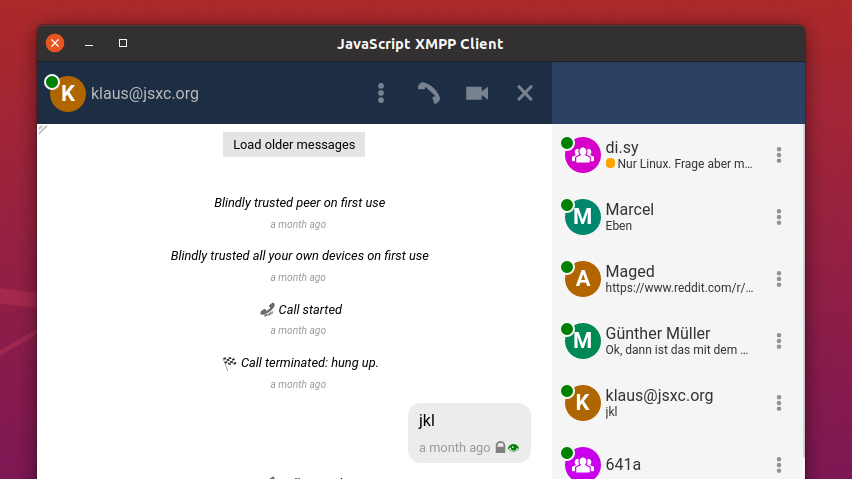 JavaScript XMPP Client
K
klaus@jsxc.org
Load older messages
Blindly trusted peer on first use
a month ago
Blindly trusted all your own devices on first use
a month ago
Call started
a month ago
Call terminated: hung up.
a month ago
jkl
a month ago
di.sy
Nur Linux. Frage aber m...
M
Marcel
Eben
A
Maged
https://www.reddit.com/r/...
M
Günther Müller
Ok, dann ist das mit dem ...
K
klaus@jsxc.org
jkl
641a